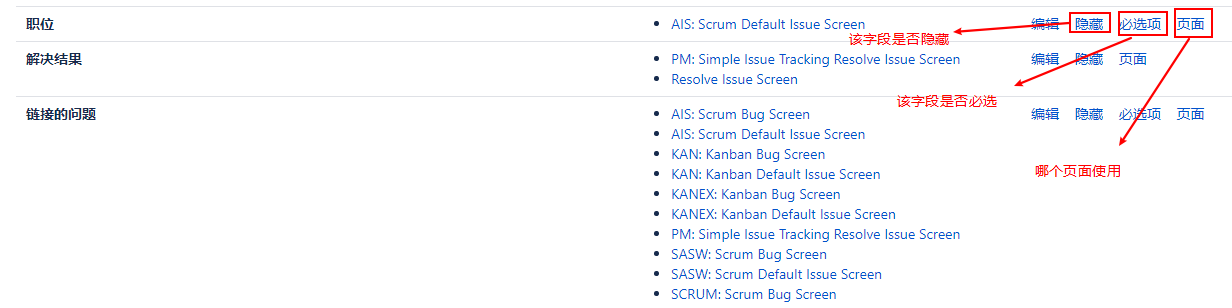 职位
AIS: Scrum Default Issue Screen
编辑 隐藏 必选项 页面
该字段是否隐藏
解决结果
PM: Simple Issue Tracking Resolve Issue Screen
Resolve Issue Screen
编辑 隐藏 页面
该字段是否必选
链接的问题
AIS: Scrum Bug Screen
AIS: Scrum Default Issue Screen
KAN: Kanban Bug Screen
KAN: Kanban Default Issue Screen
KANEX: Kanban Bug Screen
KANEX: Kanban Default Issue Screen
PM: Simple Issue Tracking Resolve Issue Screen
SASW: Scrum Bug Screen
SASW: Scrum Default Issue Screen
SCRUM: Scrum Bug Screen
编辑 隐藏 必选项 页面
哪个页面使用